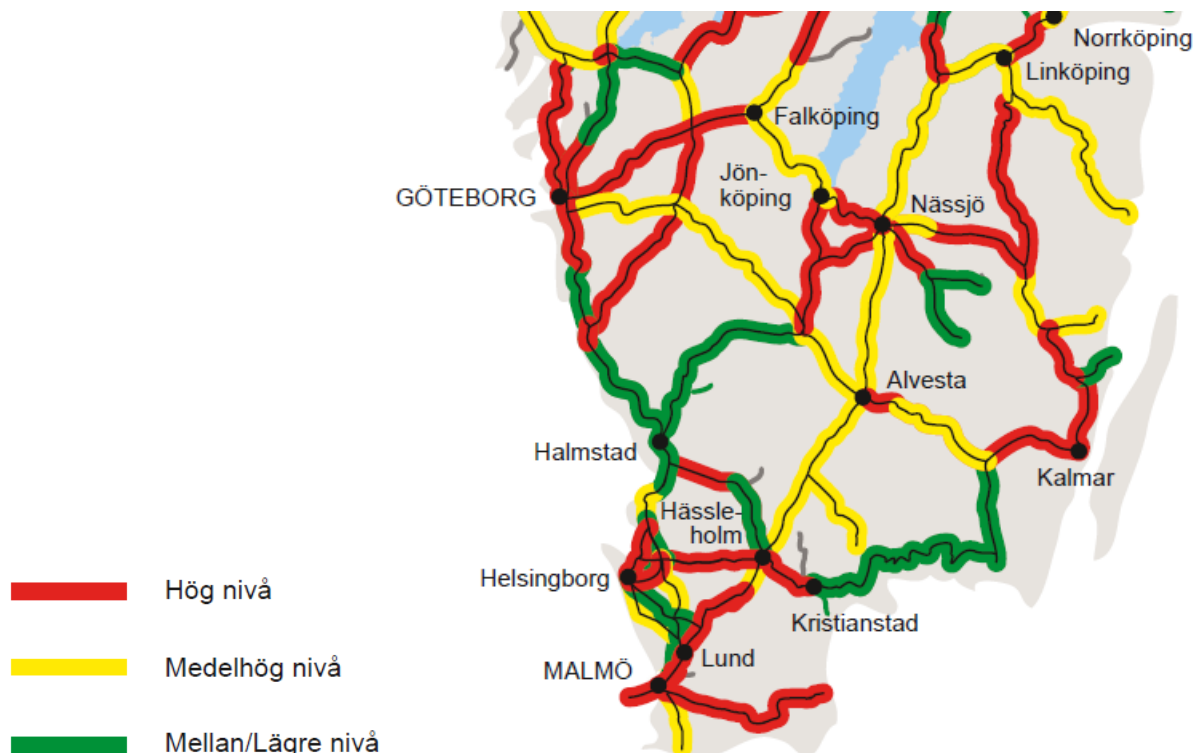 Norrköping
Linköping
Falköping
Jön-
köping
GÖTEBORG
Nässjö
Alvesta
Halmstad
Kalmar
Hässle-
holm
Helsingborg
Kristianstad
Lund
MALMÖ
Hög nivå
Medelhög nivå
Mellan/Lägre nivå